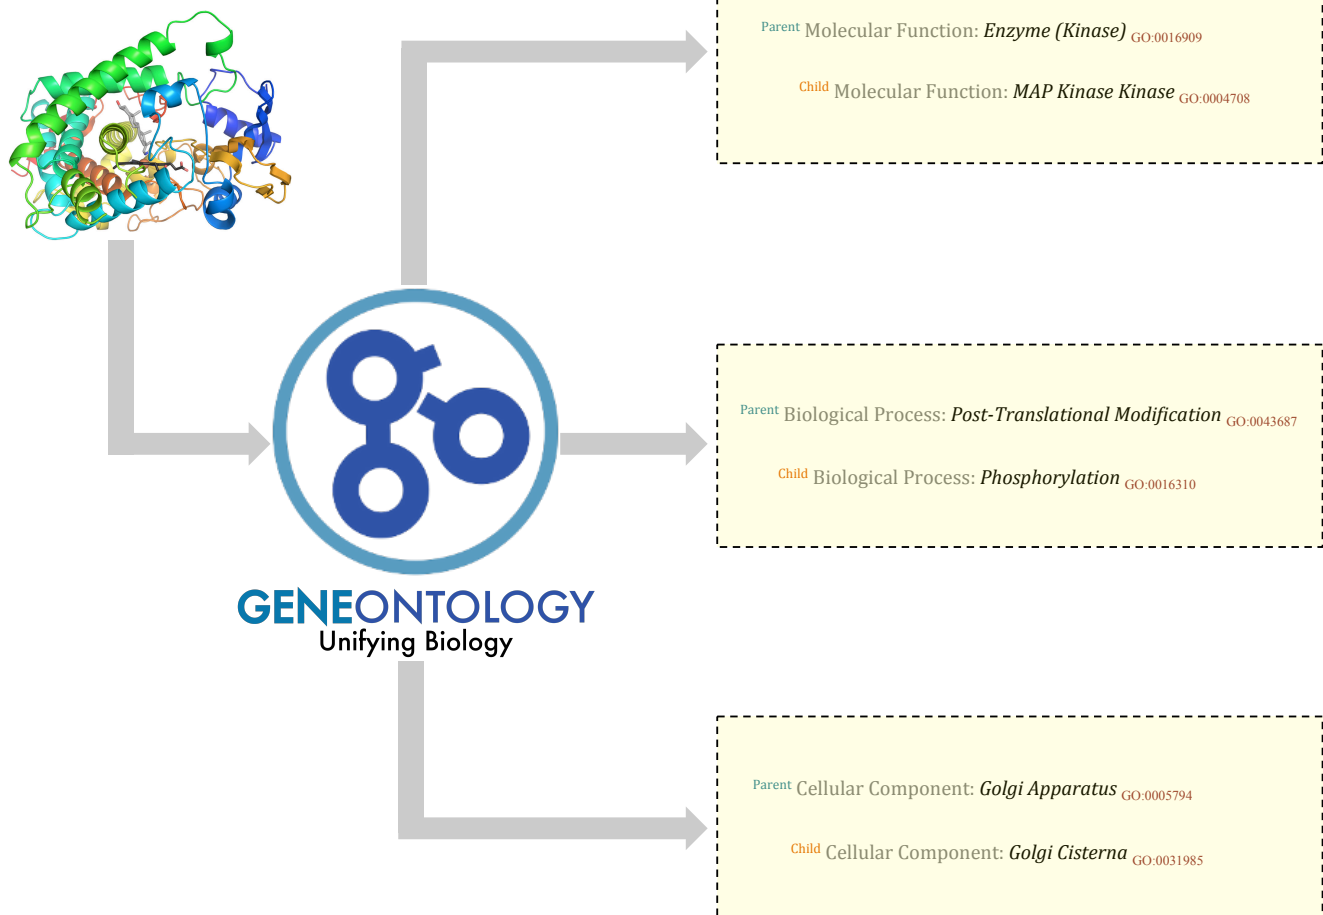 Parent Molecular Function: Enzyme (Kinase) GO:0016909
Child Molecular Function: MAP Kinase Kinase GO:0004708
Parent Biological Process: Post-Translational Modification GO:0043687
Child Biological Process: Phosphorylation GO:0016310
GENEONTOLOGY
Unifying Biology
Parent Cellular Component: Golgi Apparatus GO:0005794
Child Cellular Component: Golgi Cisterna GO:0031985